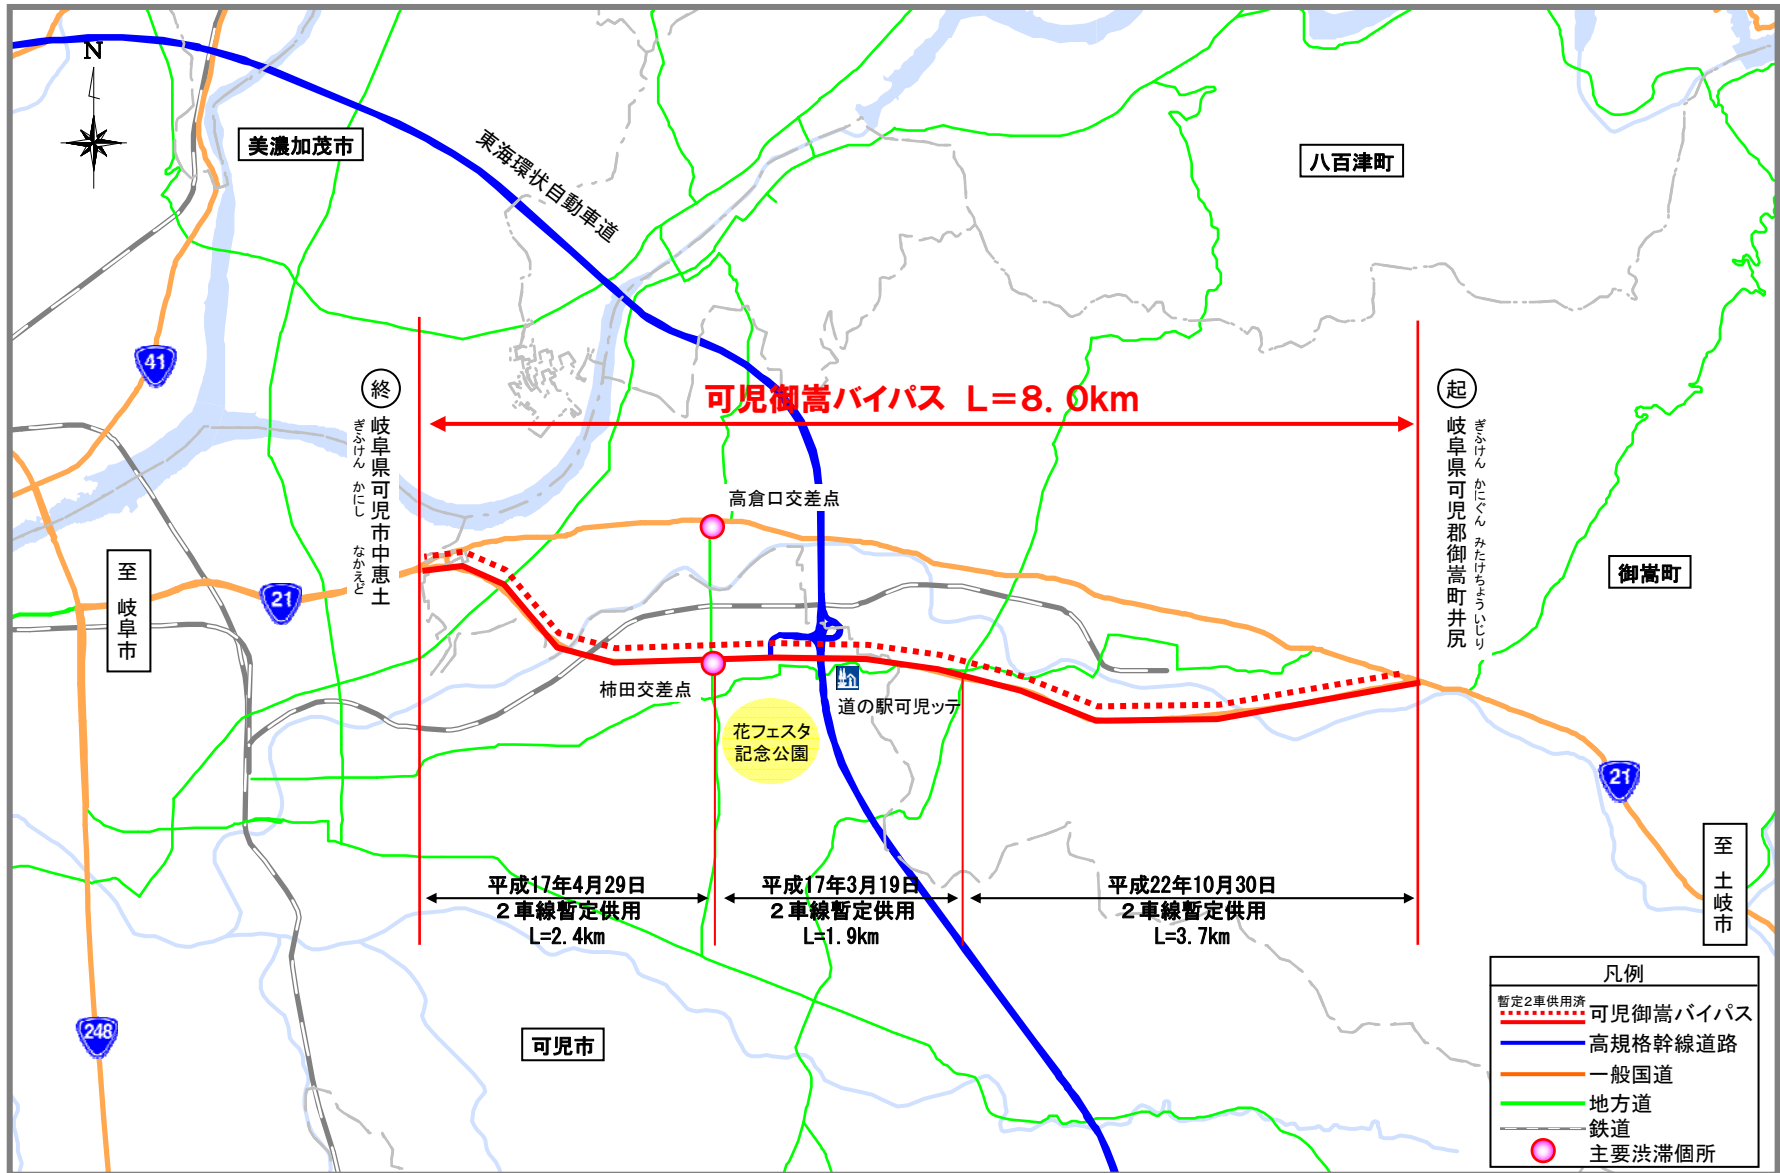 N
美濃加茂市
東海環状自動車道
八百津町
41
終
岐阜県可児市中恵土
ぎふけん かにし なかえど
可児御嵩バイパス L=8.0km
起
岐阜県可児郡御嵩町井尻
ぎふけん かにぐん みたけちょういじり
高倉口交差点
至 岐阜市
21
御嵩町
柿田交差点
道の駅可児ッテ
花フェスタ
記念公園
21
平成17年4月29日
2車線暫定供用
L=2.4km
平成17年3月19日
2車線暫定供用
L=1.9km
平成22年10月30日
2車線暫定供用
L=3.7km
至 土岐市
248
可児市
凡例
暫定2車供用済
可児御嵩バイパス
高規格幹線道路
一般国道
地方道
鉄道
主要渋滞個所